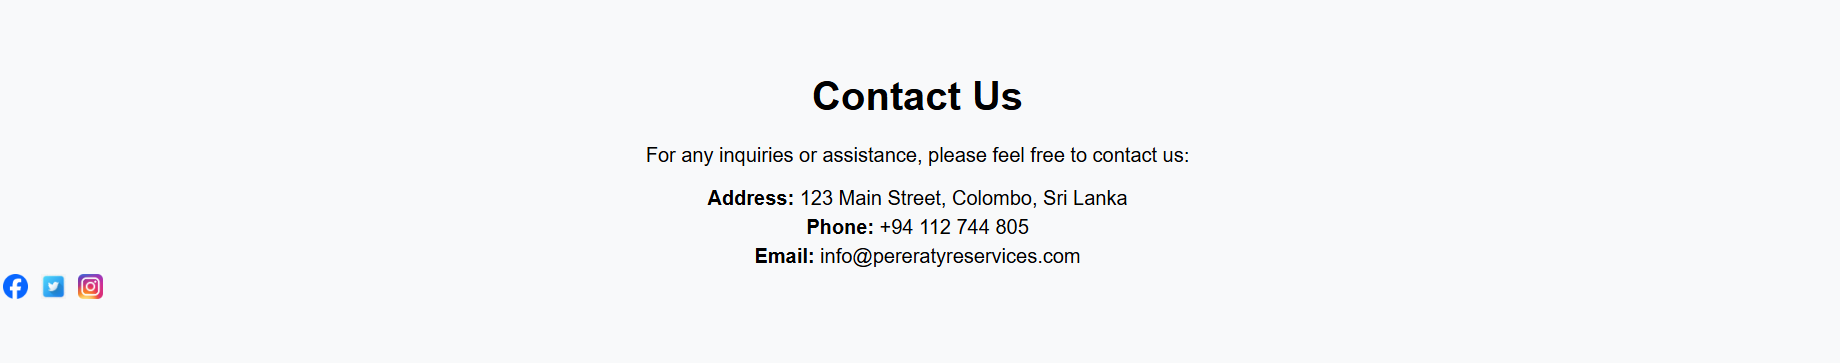 Contact Us
For any inquiries or assistance, please feel free to contact us:
Address: 123 Main Street, Colombo, Sri Lanka
Phone: +94 112 744 805
Email: info@pereratyreservices.com